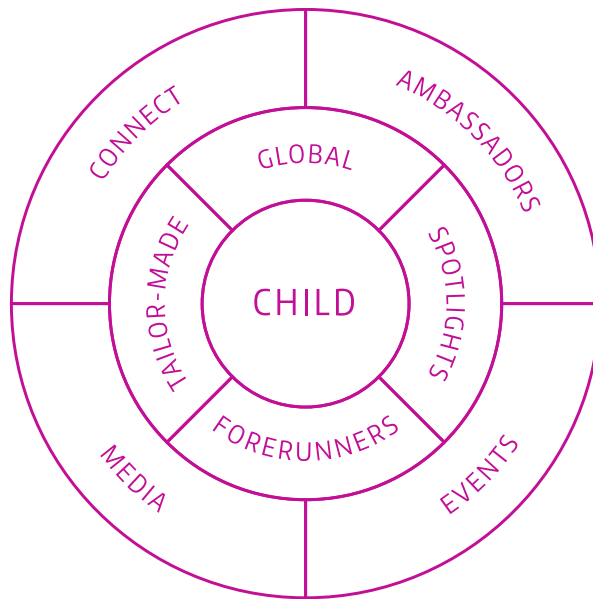 CONNECT
AMBASSADORS
GLOBAL
TAILOR-MADE
CHILD
SPOTLIGHTS
FORERUNNERS
MEDIA
EVENTS